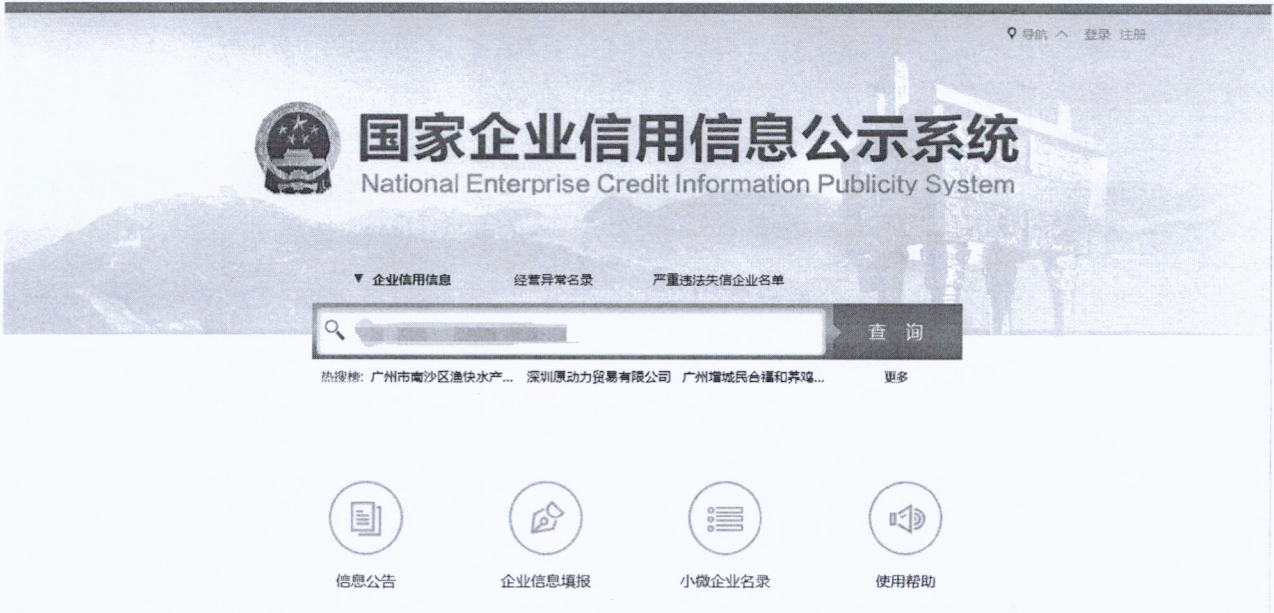 导航 登录 注册
国家企业信用信息公示系统
National Enterprise Credit Information Publicity System
▼ 企业信用信息 经营异常名录 严重违法失信企业名单
查 询
热搜榜: 广州市南沙区渔快水产... 深圳原动力贸易有限公司 广州增城民合福和养鸡... 更多
信息公告 企业信息填报 小微企业名录 使用帮助